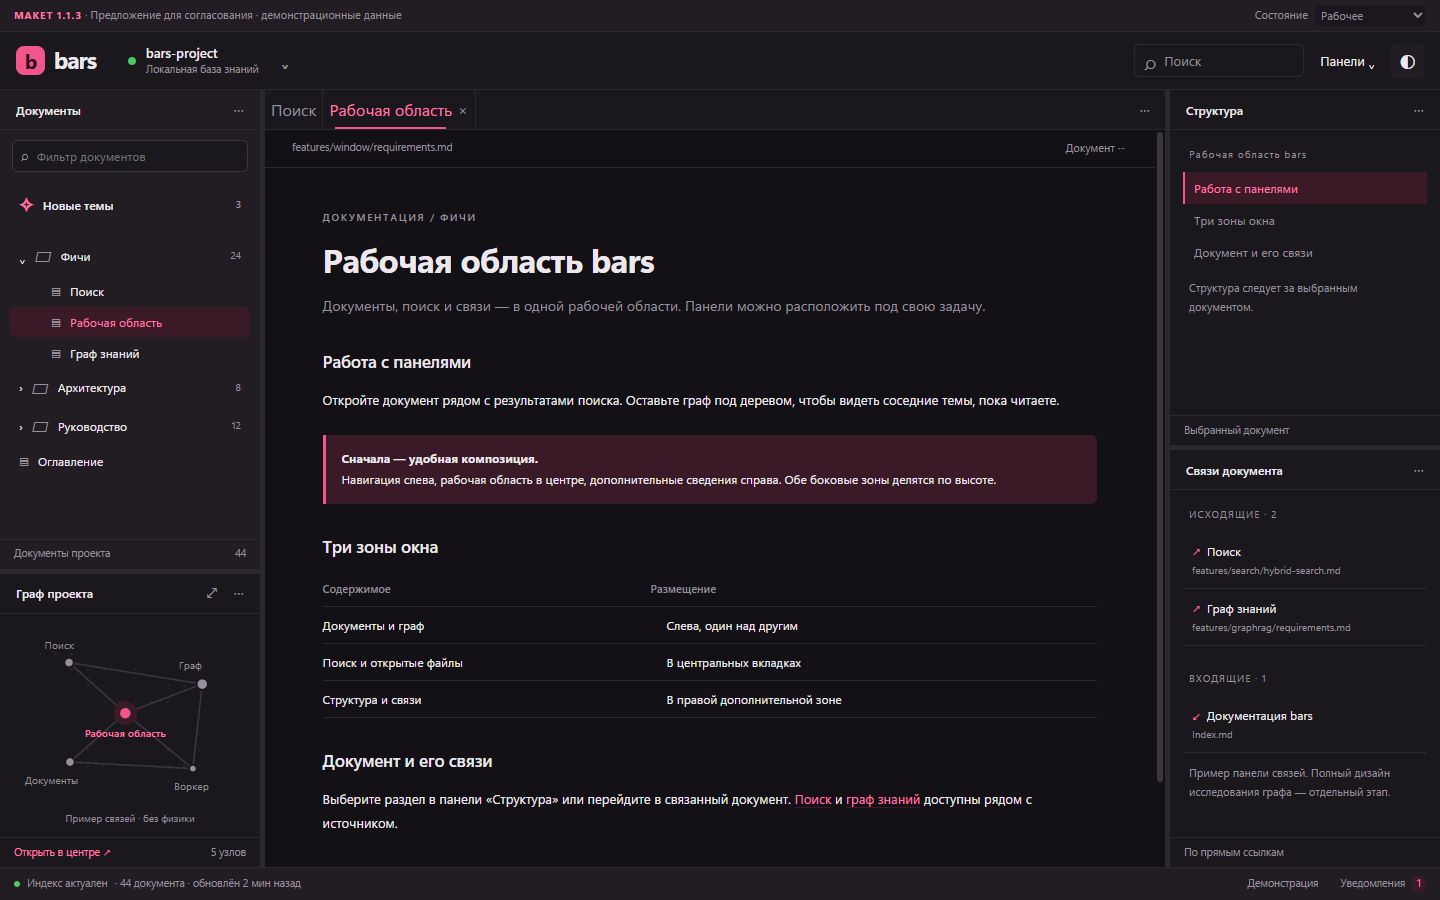 МАКЕТ 1.1.3 · Предложение для согласования · демонстрационные данные
Состояние Рабочее
b bars
bars-project
Локальная база знаний
Поиск
Панели
Документы
Фильтр документов
Новые темы 3
Фичи 24
Поиск
Рабочая область
Граф знаний
Архитектура 8
Руководство 12
Оглавление
Документы проекта 44
Граф проекта
Поиск
Граф
Рабочая область
Документы
Воркер
Пример связей · без физики
Открыть в центре ↗ 5 узлов
Поиск Рабочая область ×
features/window/requirements.md
Документ ···
ДОКУМЕНТАЦИЯ / ФИЧИ
Рабочая область bars
Документы, поиск и связи — в одной рабочей области. Панели можно расположить под свою задачу.
Работа с панелями
Откройте документ рядом с результатами поиска. Оставьте граф под деревом, чтобы видеть соседние темы, пока читаете.
Сначала — удобная композиция.
Навигация слева, рабочая область в центре, дополнительные сведения справа. Обе боковые зоны делятся по высоте.
Три зоны окна
Содержимое Размещение
Документы и граф Слева, один над другим
Поиск и открытые файлы В центральных вкладках
Структура и связи В правой дополнительной зоне
Документ и его связи
Выберите раздел в панели «Структура» или перейдите в связанный документ. Поиск и граф знаний доступны рядом с
источником.
Структура
Рабочая область bars
Работа с панелями
Три зоны окна
Документ и его связи
Структура следует за выбранным
документом.
Выбранный документ
Связи документа
ИСХОДЯЩИЕ · 2
↗ Поиск
features/search/hybrid-search.md
↗ Граф знаний
features/graphrag/requirements.md
ВХОДЯЩИЕ · 1
↙ Документация bars
Index.md
Пример панели связей. Полный дизайн
исследования графа — отдельный этап.
По прямым ссылкам
Индекс актуален · 44 документа · обновлён 2 мин назад
Демонстрация Уведомления 1